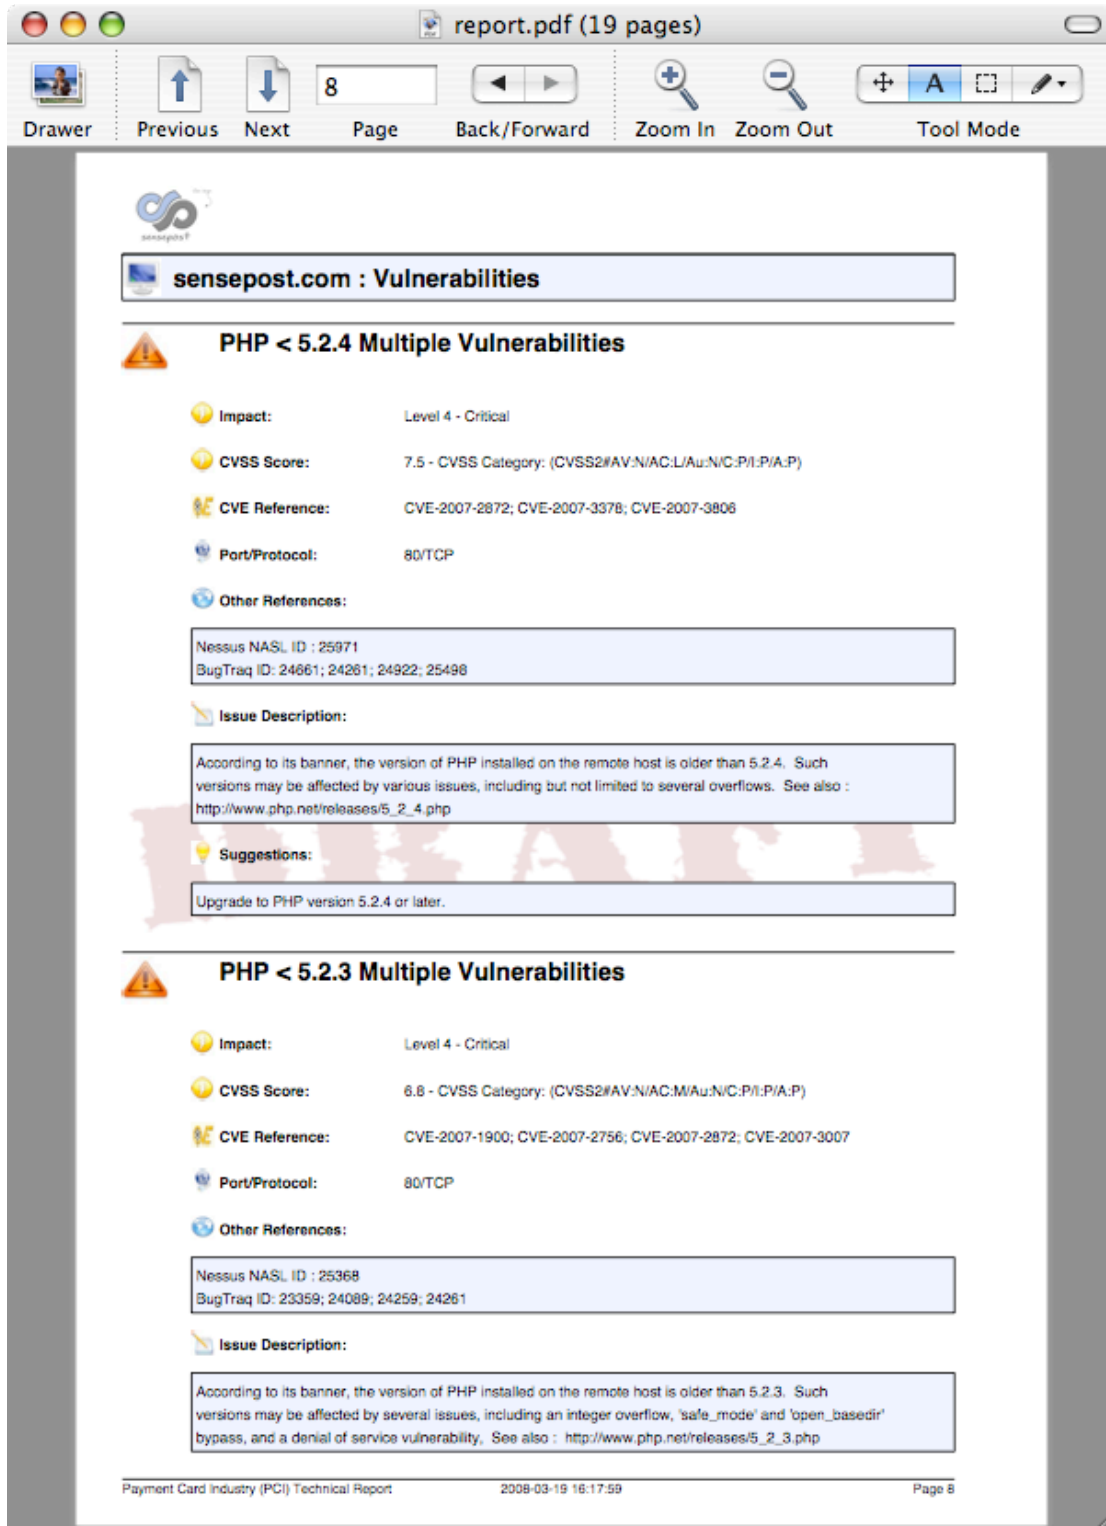 report.pdf (19 pages)
8
Drawer Previous Next Page Back/Forward Zoom In Zoom Out Tool Mode
A
sensepost
sensepost.com : Vulnerabilities
PHP < 5.2.4 Multiple Vulnerabilities
Impact: Level 4 - Critical
CVSS Score: 7.5 - CVSS Category: (CVSS2#AV:N/AC:L/Au:N/C:P/I:P/A:P)
CVE Reference: CVE-2007-2872; CVE-2007-3378; CVE-2007-3806
Port/Protocol: 80/TCP
Other References:
Nessus NASL ID : 25971
BugTraq ID: 24661; 24261; 24922; 25498
Issue Description:
According to its banner, the version of PHP installed on the remote host is older than 5.2.4. Such
versions may be affected by various issues, including but not limited to several overflows. See also :
http://www.php.net/releases/5_2_4.php
DRAFT
Suggestions:
Upgrade to PHP version 5.2.4 or later.
PHP < 5.2.3 Multiple Vulnerabilities
Impact: Level 4 - Critical
CVSS Score: 6.8 - CVSS Category: (CVSS2#AV:N/AC:M/Au:N/C:P/I:P/A:P)
CVE Reference: CVE-2007-1900; CVE-2007-2756; CVE-2007-2872; CVE-2007-3007
Port/Protocol: 80/TCP
Other References:
Nessus NASL ID : 25368
BugTraq ID: 23359; 24089; 24259; 24261
Issue Description:
According to its banner, the version of PHP installed on the remote host is older than 5.2.3. Such
versions may be affected by several issues, including an integer overflow, 'safe_mode' and 'open_basedir'
bypass, and a denial of service vulnerability, See also : http://www.php.net/releases/5_2_3.php
Payment Card Industry (PCI) Technical Report 2008-03-19 16:17:59 Page 8